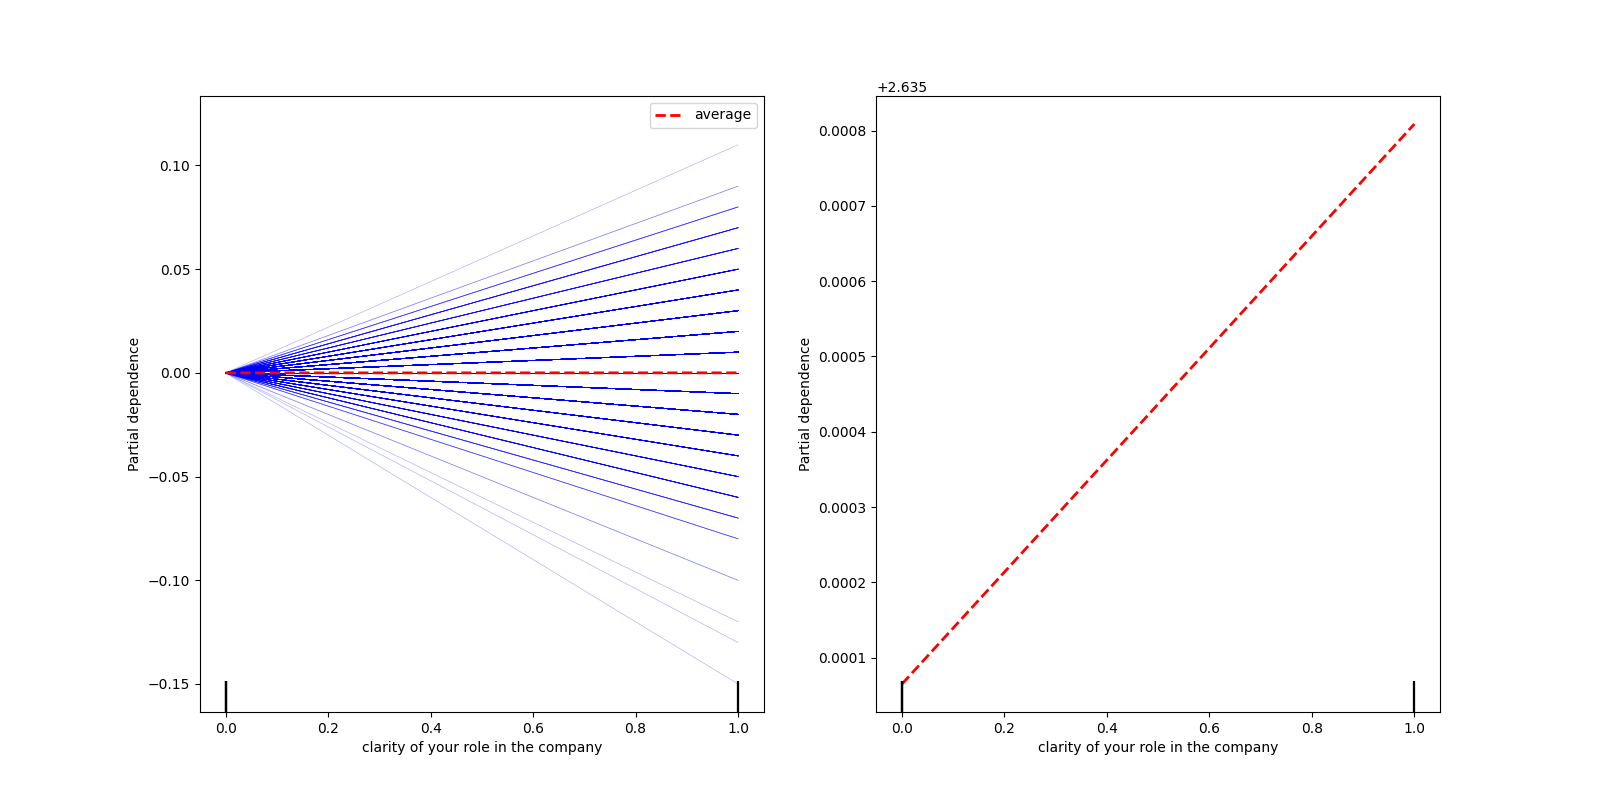 average
0.10
0.05
0.00
−0.05
−0.10
−0.15
Partial dependence
0.0 0.2 0.4 0.6 0.8 1.0
clarity of your role in the company
+2.635
0.0008
0.0007
0.0006
0.0005
0.0004
0.0003
0.0002
0.0001
Partial dependence
0.0 0.2 0.4 0.6 0.8 1.0
clarity of your role in the company